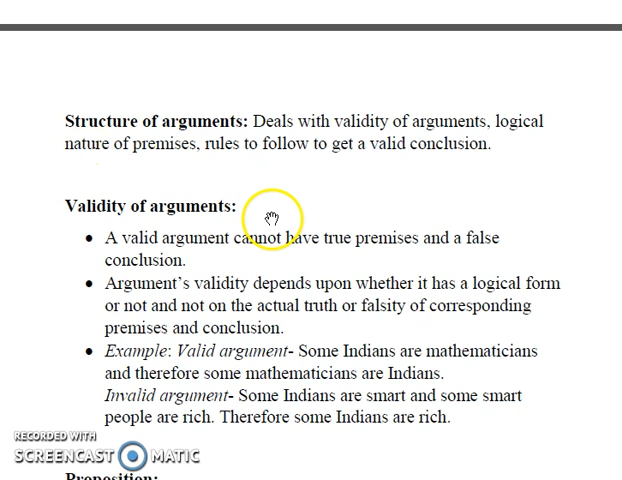 Structure of arguments: Deals with validity of arguments, logical
nature of premises, rules to follow to get a valid conclusion.
Validity of arguments:
• A valid argument cannot have true premises and a false
conclusion.
• Argument's validity depends upon whether it has a logical form
or not and not on the actual truth or falsity of corresponding
premises and conclusion.
• Example: Valid argument- Some Indians are mathematicians
and therefore some mathematicians are Indians.
Invalid argument- Some Indians are smart and some smart
people are rich. Therefore some Indians are rich.
RECORDED WITH
SCREENCAST MATIC
Proposition: